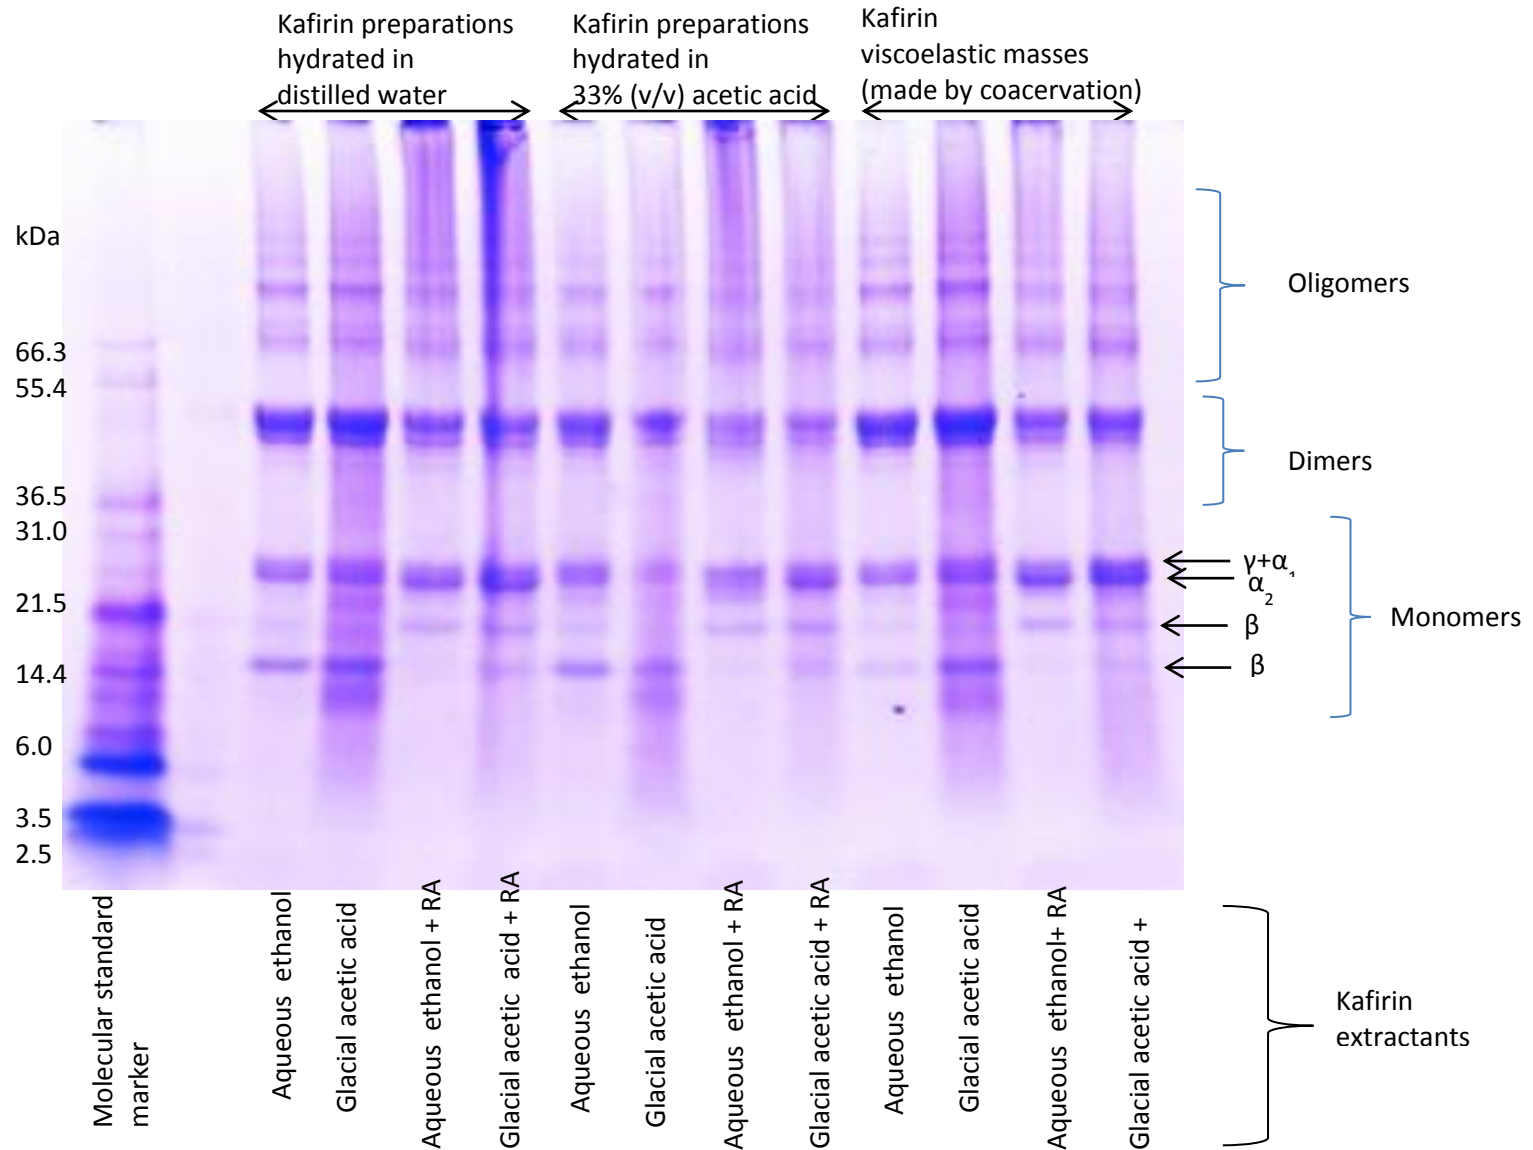 Kafirin preparations
hydrated in
distilled water
Kafirin preparations
hydrated in
33% (v/v) acetic acid
Kafirin
viscoelastic masses
(made by coacervation)
kDa
66.3
55.4
36.5
31.0
21.5
14.4
6.0
3.5
2.5
Oligomers
Dimers
γ+α1
α2
β
β
Monomers
Molecular standard
marker
Aqueous ethanol
Glacial acetic acid
Aqueous ethanol + RA
Glacial acetic acid + RA
Aqueous ethanol
Glacial acetic acid
Aqueous ethanol + RA
Glacial acetic acid + RA
Aqueous ethanol
Glacial acetic acid
Aqueous ethanol+ RA
Glacial acetic acid +
Kafirin
extractants